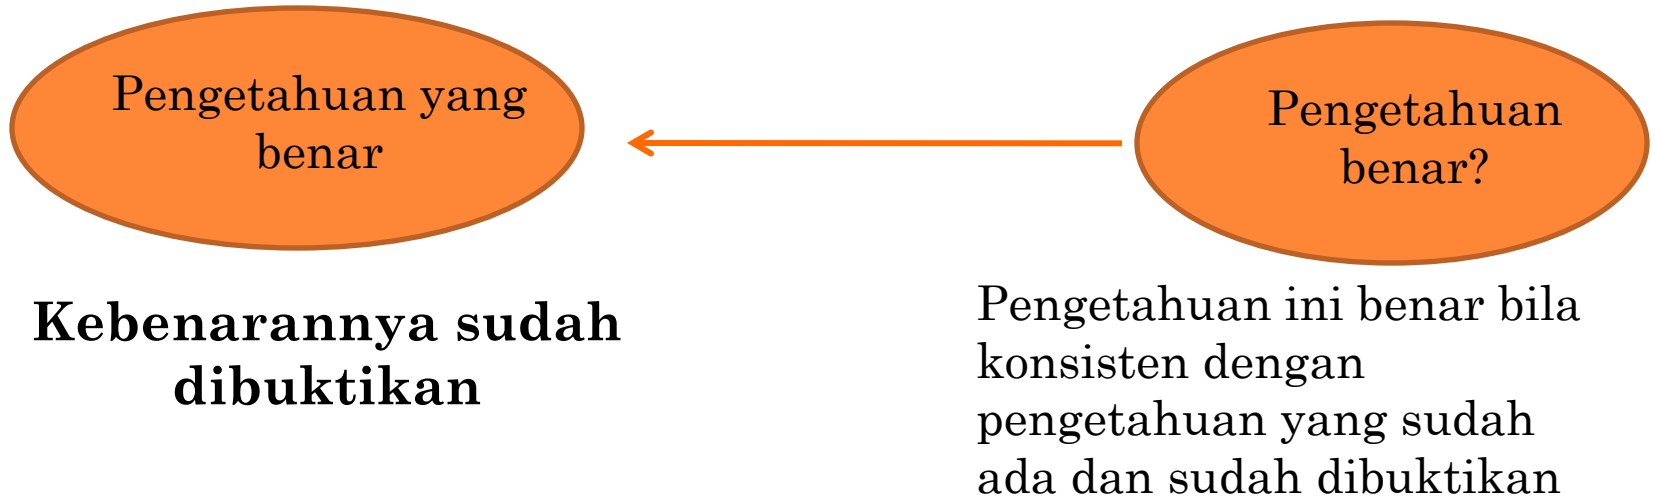 Pengetahuan yang
benar
Kebenarannya sudah
dibuktikan
Pengetahuan
benar?
Pengetahuan ini benar bila
konsisten dengan
pengetahuan yang sudah
ada dan sudah dibuktikan